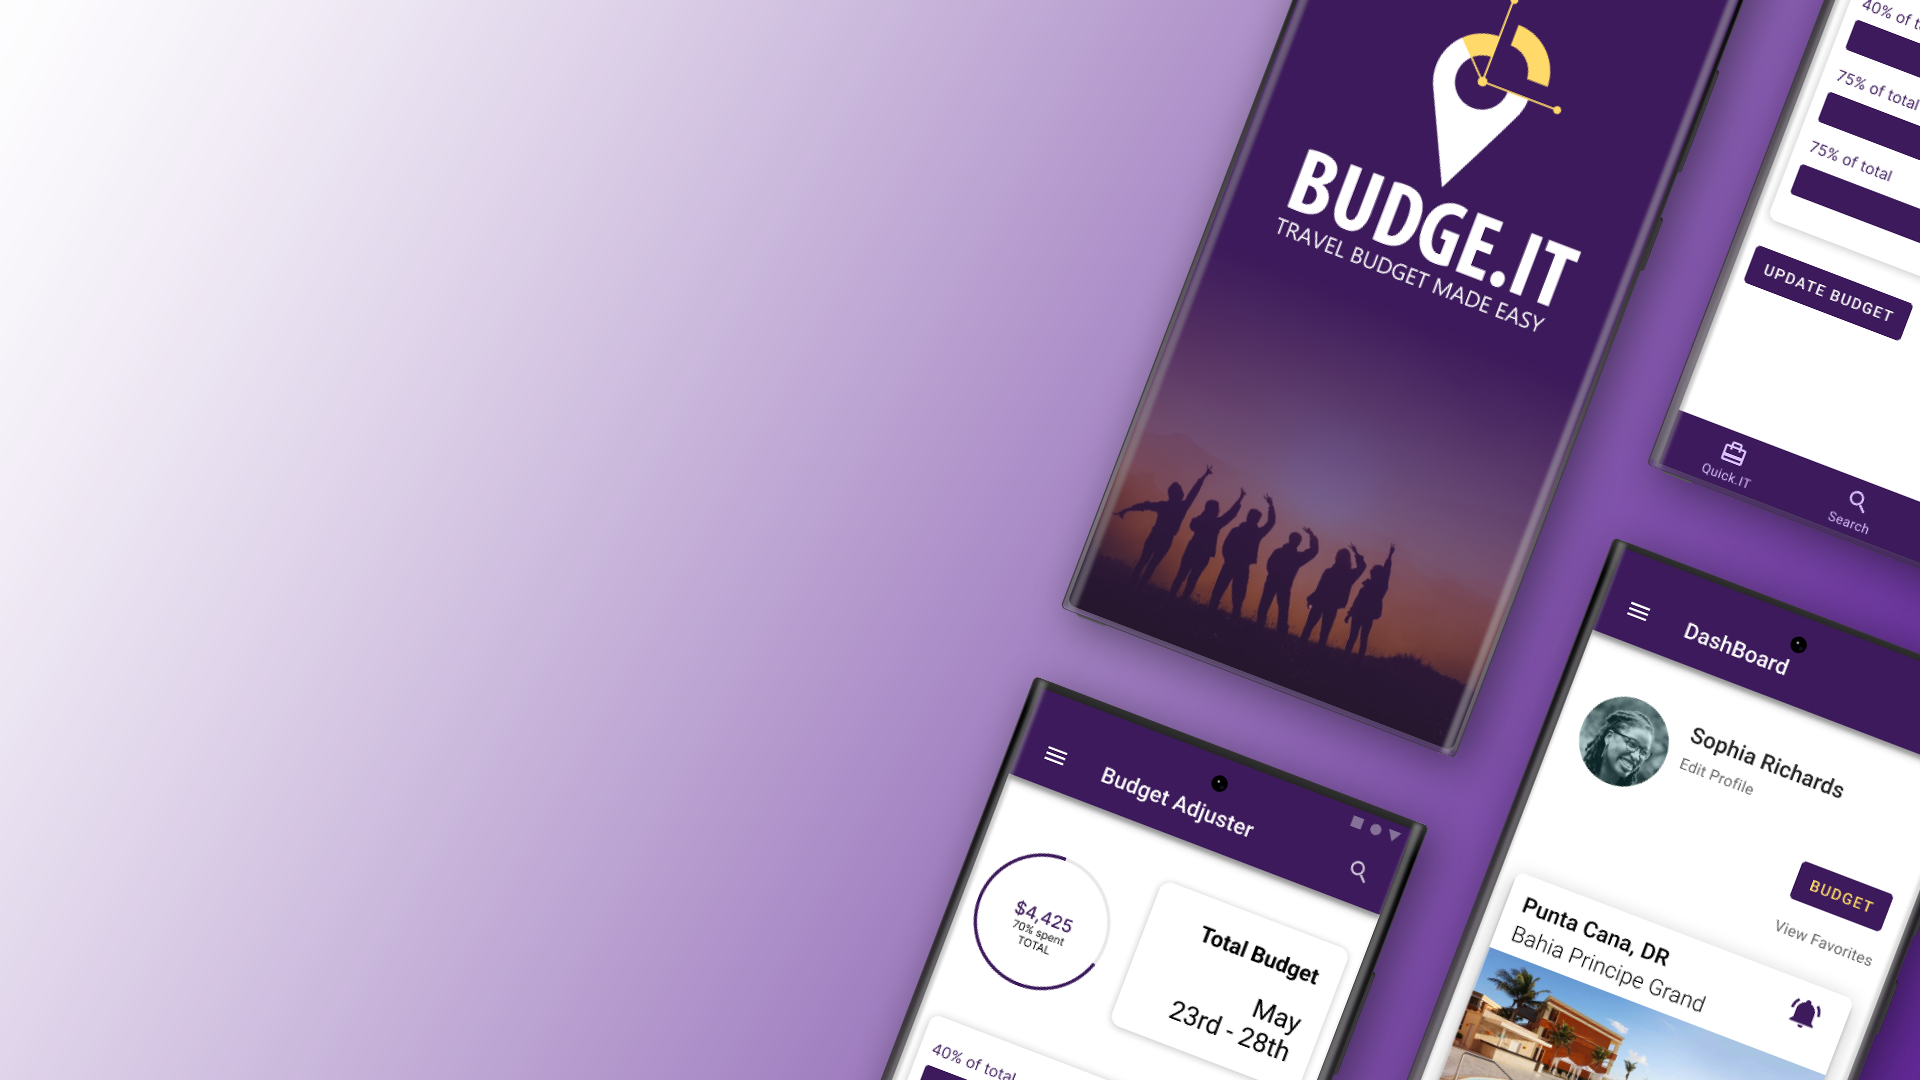 BUDGE.IT
TRAVEL BUDGET MADE EASY
40% of
75% of total
75% of total
UPDATE BUDGET
Quick.IT
Search
DashBoard
Sophia Richards
Edit Profile
BUDGET
View Favorites
Punta Cana, DR
Bahia Principe Grand
Budget Adjuster
$4,425
70% spent
TOTAL
Total Budget
May
23rd - 28th
40% of total